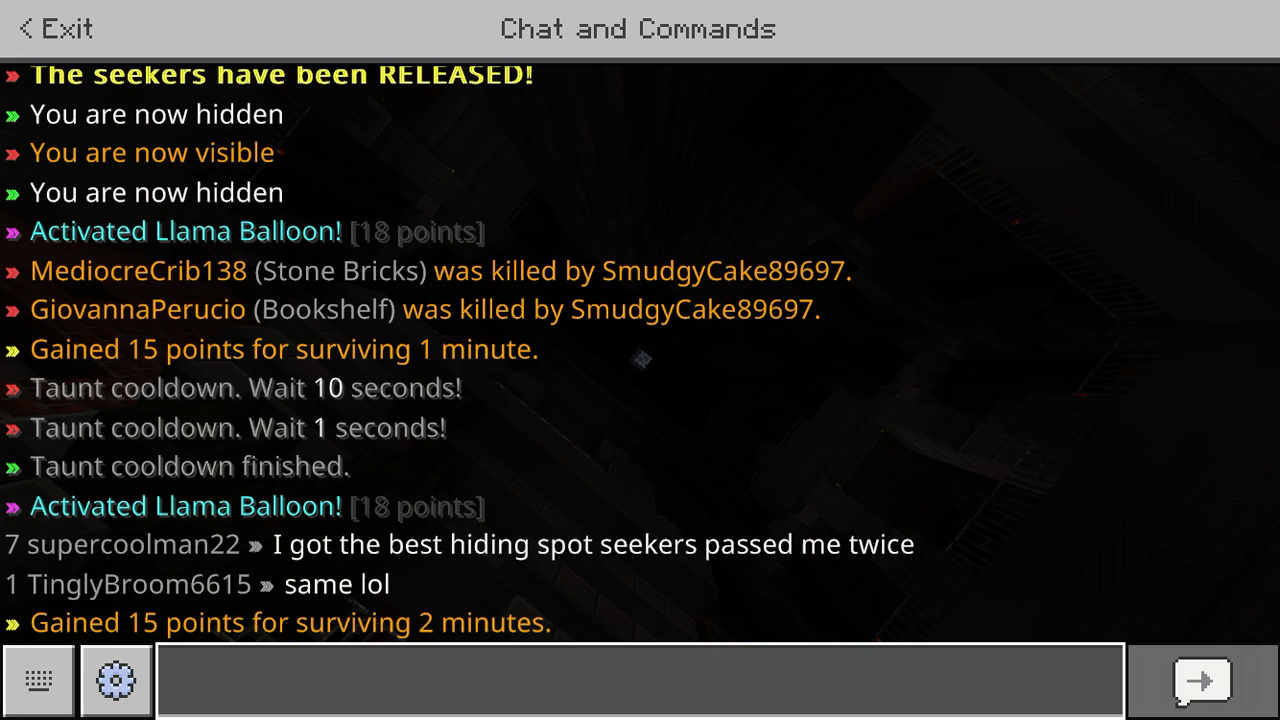 < Exit
Chat and Commands
» The seekers have been RELEASED!
» You are now hidden
» You are now visible
» You are now hidden
» Activated Llama Balloon! [18 points]
» MediocreCrib138 (Stone Bricks) was killed by SmudgyCake89697.
» GiovannaPerucio (Bookshelf) was killed by SmudgyCake89697.
» Gained 15 points for surviving 1 minute.
» Taunt cooldown. Wait 10 seconds!
» Taunt cooldown. Wait 1 seconds!
» Taunt cooldown finished.
» Activated Llama Balloon! [18 points]
7 supercoolman22 » I got the best hiding spot seekers passed me twice
1 TinglyBroom6615 » same lol
» Gained 15 points for surviving 2 minutes.